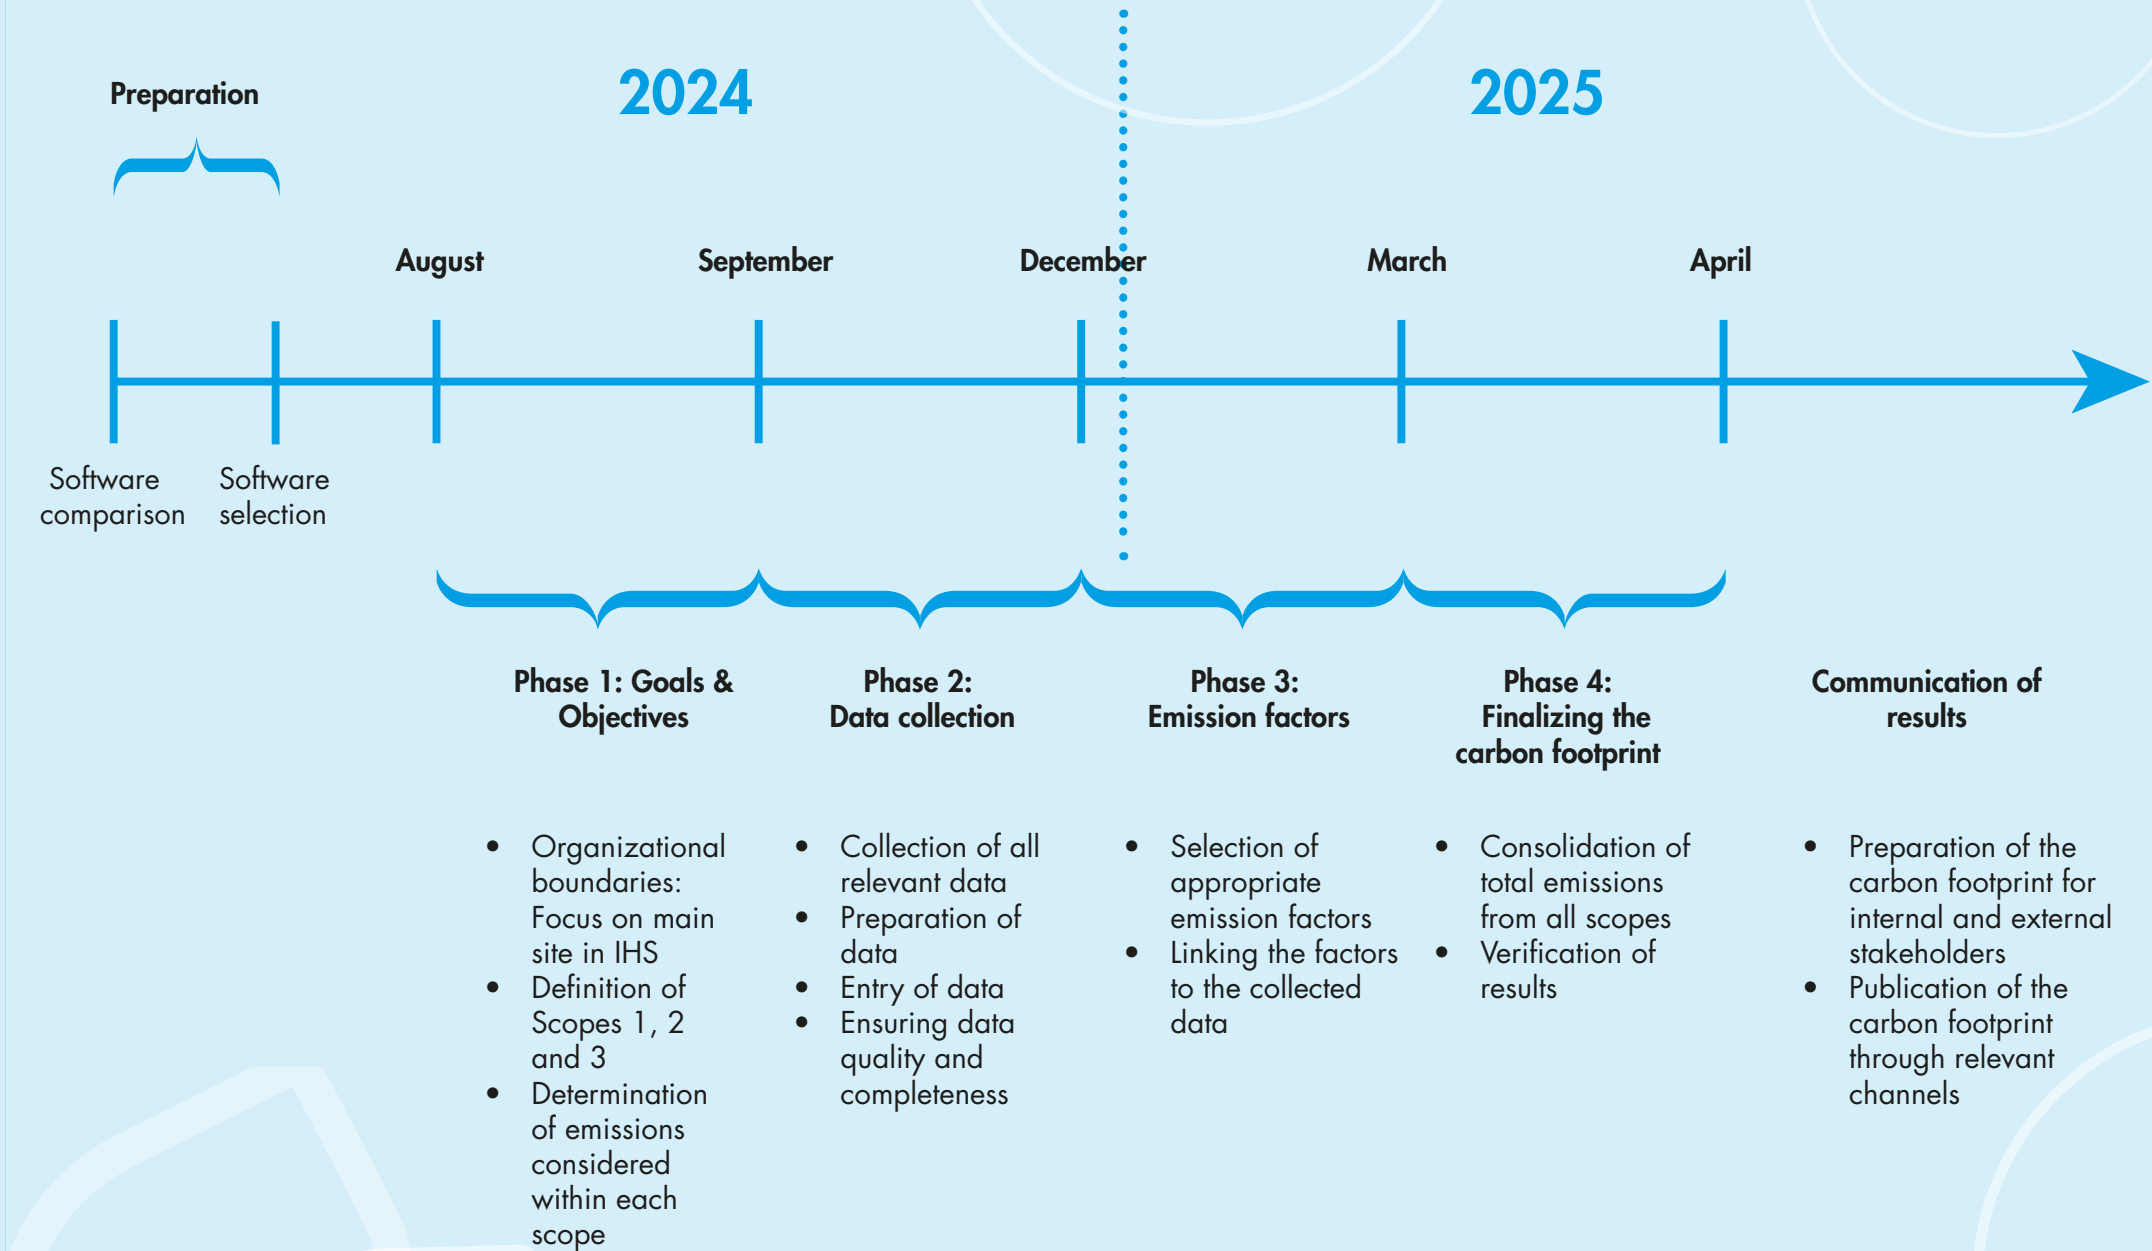 Preparation
2024
2025
August
September
December
March
April
Software
comparison
Software
selection
Phase 1: Goals &
Objectives
• Organizational
boundaries:
Focus on main
site in IHS
• Definition of
Scopes 1, 2
and 3
• Determination
of emissions
considered
within each
scope
Phase 2:
Data collection
• Collection of all
relevant data
• Preparation of
data
• Entry of data
• Ensuring data
quality and
completeness
Phase 3:
Emission factors
• Selection of
appropriate
emission factors
• Linking the factors
to the collected
data
Phase 4:
Finalizing the
carbon footprint
• Consolidation of
total emissions
from all scopes
• Verification of
results
Communication of
results
• Preparation of the
carbon footprint for
internal and external
stakeholders
• Publication of the
carbon footprint
through relevant
channels